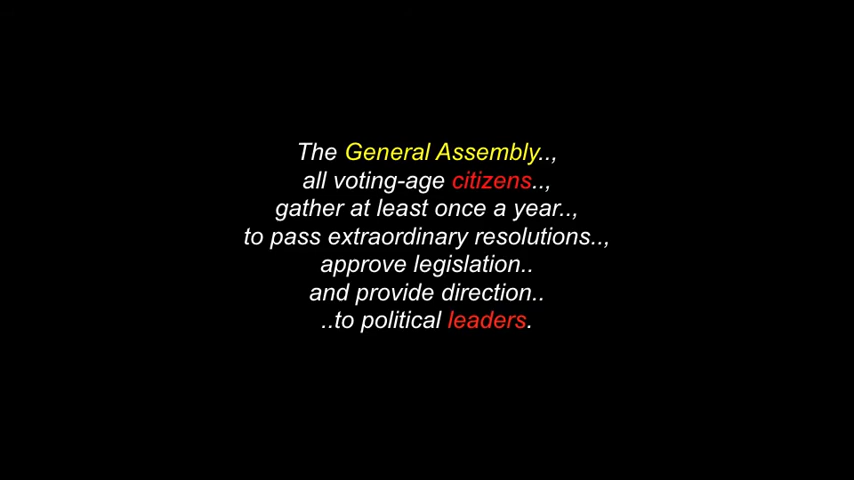 The General Assembly..,
all voting-age citizens..,
gather at least once a year..,
to pass extraordinary resolutions..,
approve legislation..
and provide direction..
..to political leaders.